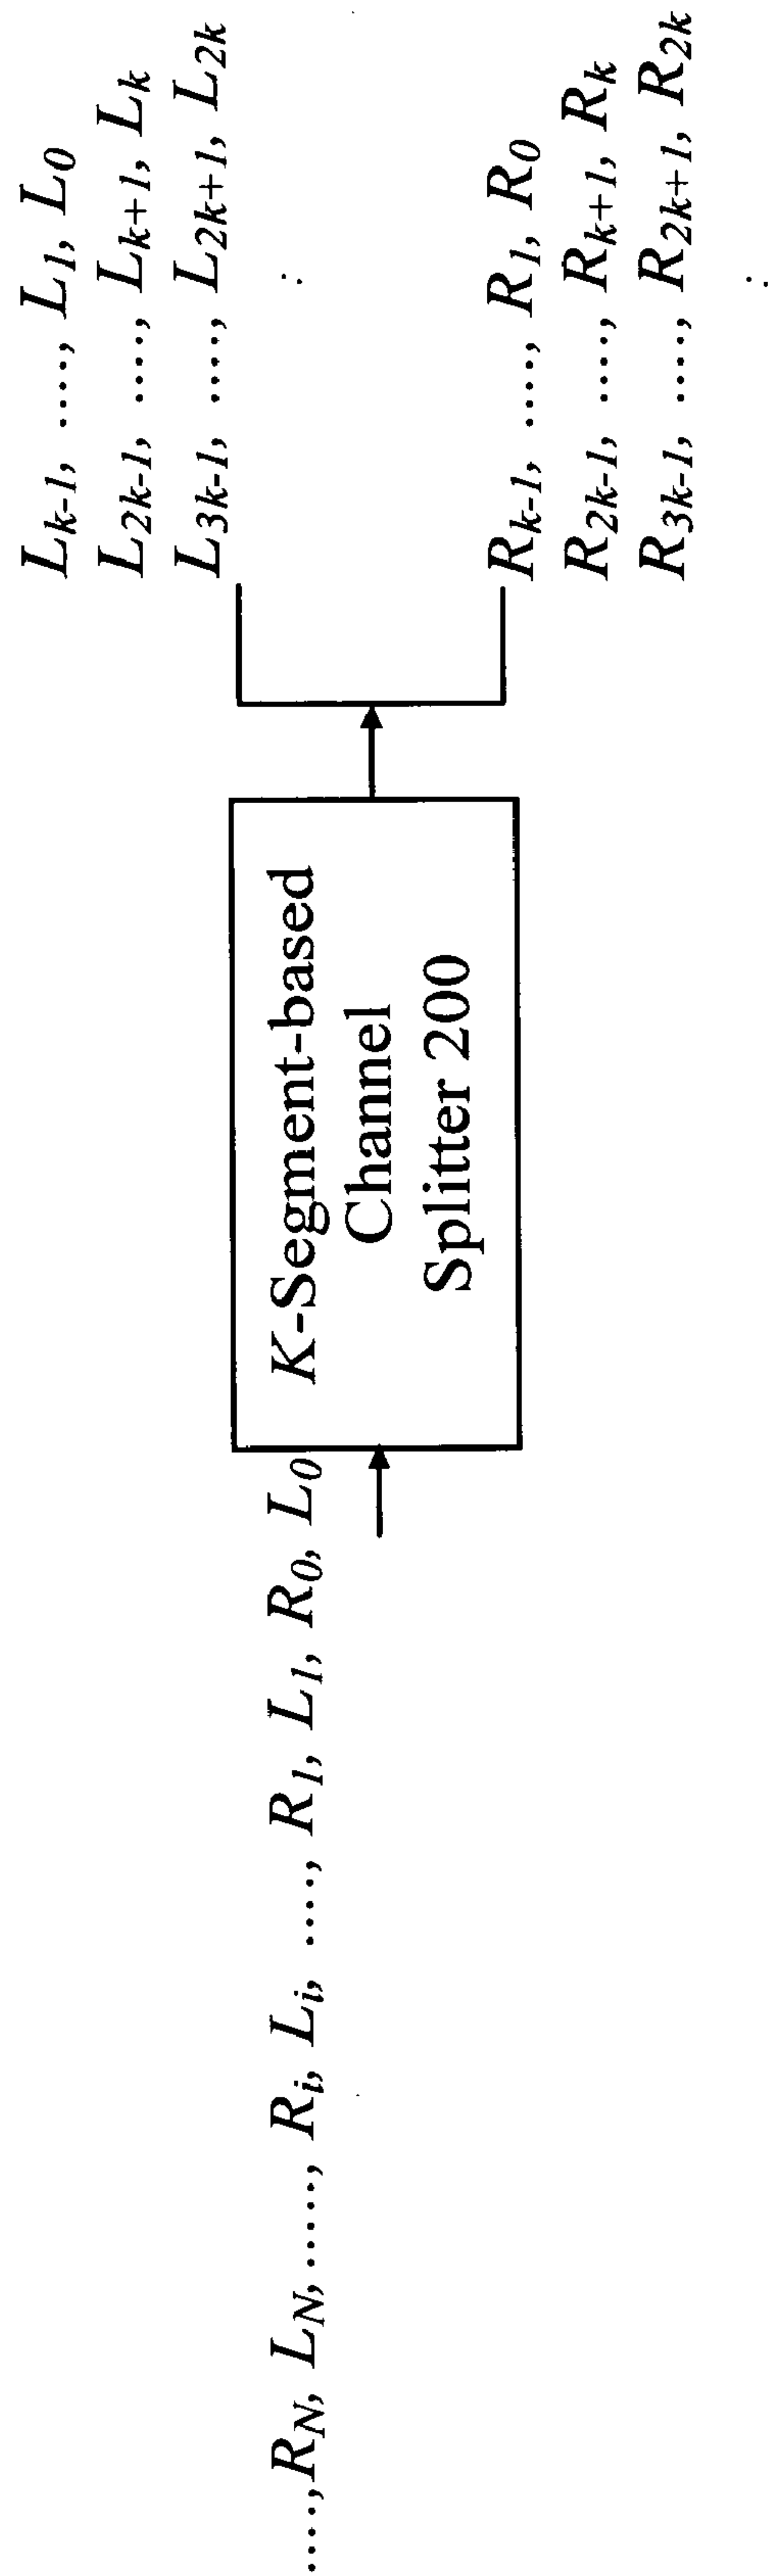 ....,R_N, L_N,....., R_i, L_i, ...., R_1, L_1, R_0, L_0
K-Segment-based
Channel
Splitter 200
L_{k-1}, ...., L_1, L_0
L_{2k-1}, ...., L_{k+1}, L_k
L_{3k-1}, ...., L_{2k+1}, L_{2k}
R_{k-1}, ...., R_1, R_0
R_{2k-1}, ...., R_{k+1}, R_k
R_{3k-1}, ...., R_{2k+1}, R_{2k}